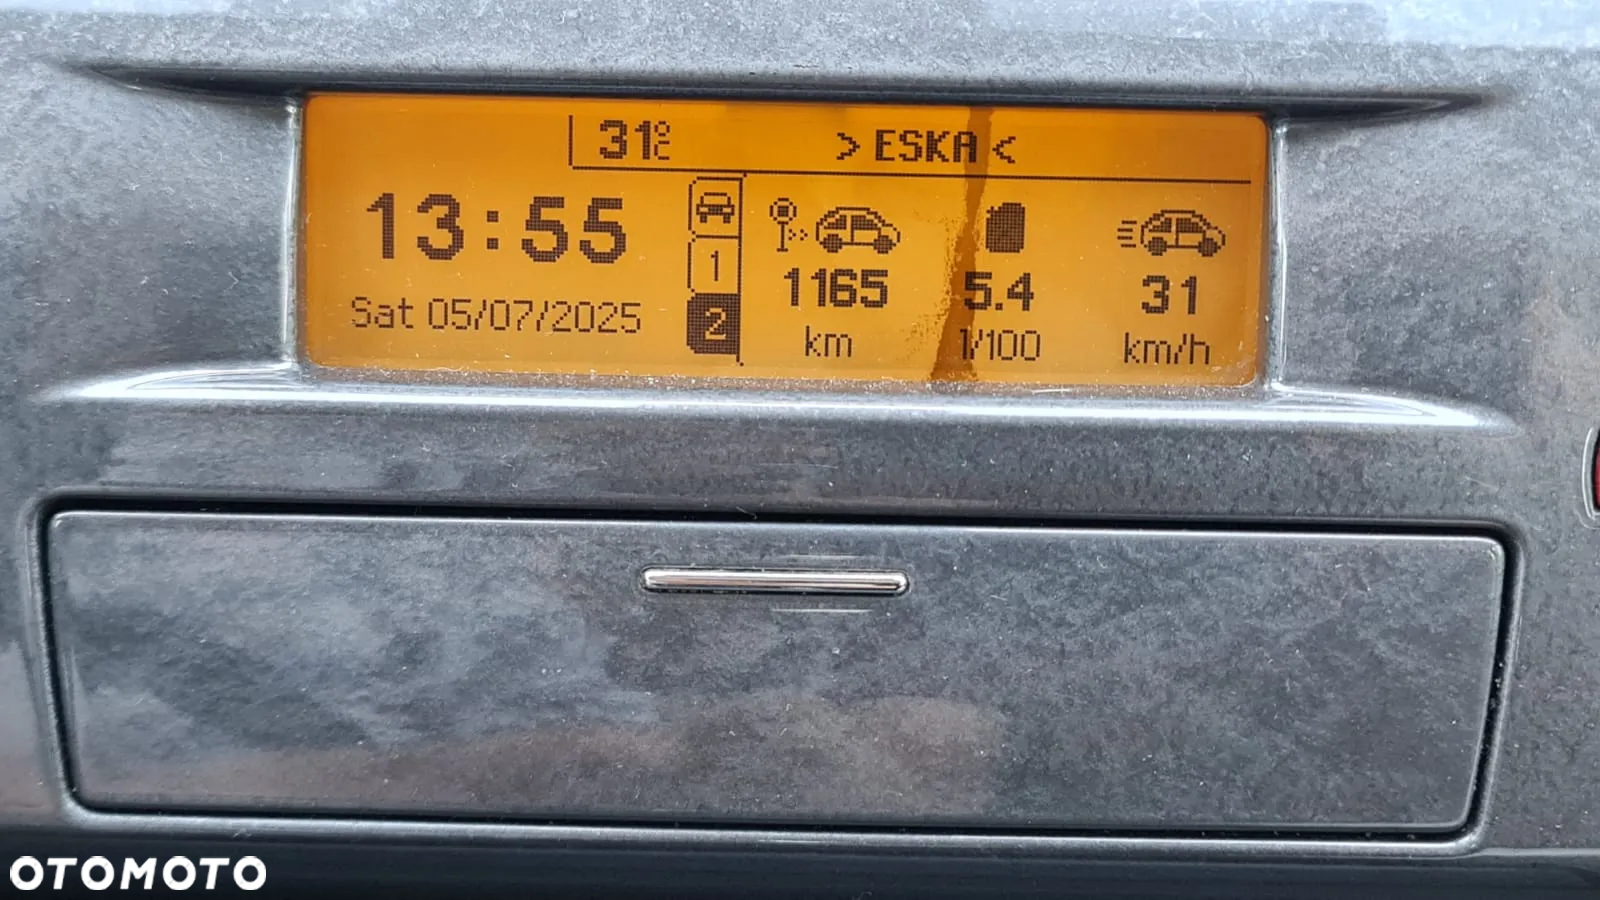 31°C > ESKA <
13:55
Sat 05/07/2025
1
2
1165 5.4 31
km l/100 km/h
OTOMOTO